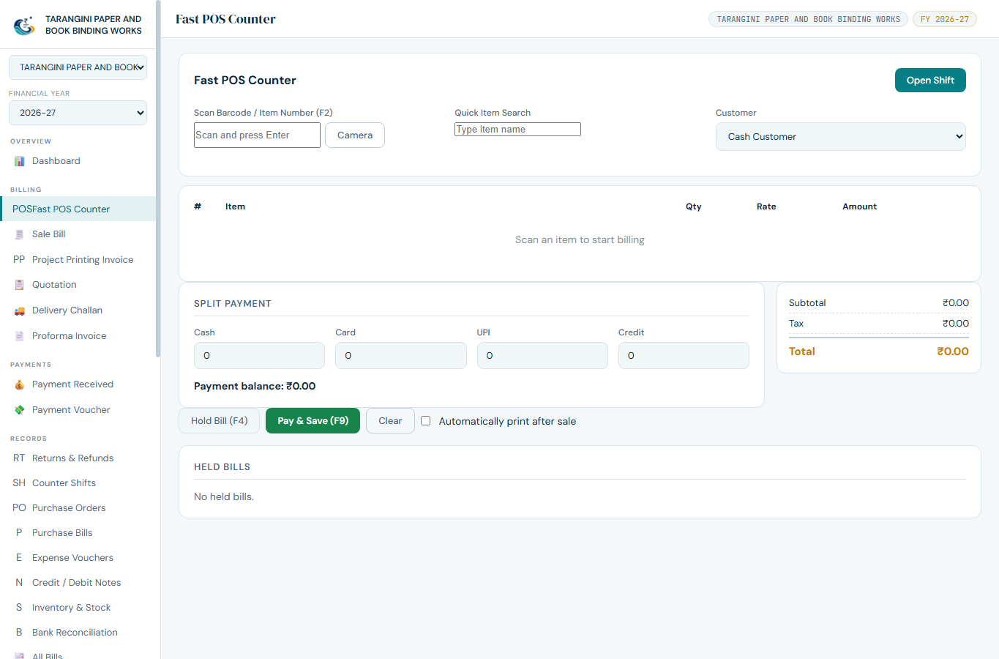 TARANGINI PAPER AND
BOOK BINDING WORKS
TARANGINI PAPER AND BOOK
FINANCIAL YEAR
2026-27
OVERVIEW
Dashboard
BILLING
POS Fast POS Counter
Sale Bill
PP Project Printing Invoice
Quotation
Delivery Challan
Proforma Invoice
PAYMENTS
Payment Received
Payment Voucher
RECORDS
RT Returns & Refunds
SH Counter Shifts
PO Purchase Orders
P Purchase Bills
E Expense Vouchers
N Credit / Debit Notes
S Inventory & Stock
B Bank Reconciliation
All Bills
Fast POS Counter
TARANGINI PAPER AND BOOK BINDING WORKS
FY 2026-27
Fast POS Counter
Open Shift
Scan Barcode / Item Number (F2)
Scan and press Enter
Camera
Quick Item Search
Type item name
Customer
Cash Customer
# Item Qty Rate Amount
Scan an item to start billing
SPLIT PAYMENT
Cash Card UPI Credit
0 0 0 0
Payment balance: ₹0.00
Subtotal ₹0.00
Tax ₹0.00
Total ₹0.00
Hold Bill (F4) Pay & Save (F9) Clear Automatically print after sale
HELD BILLS
No held bills.